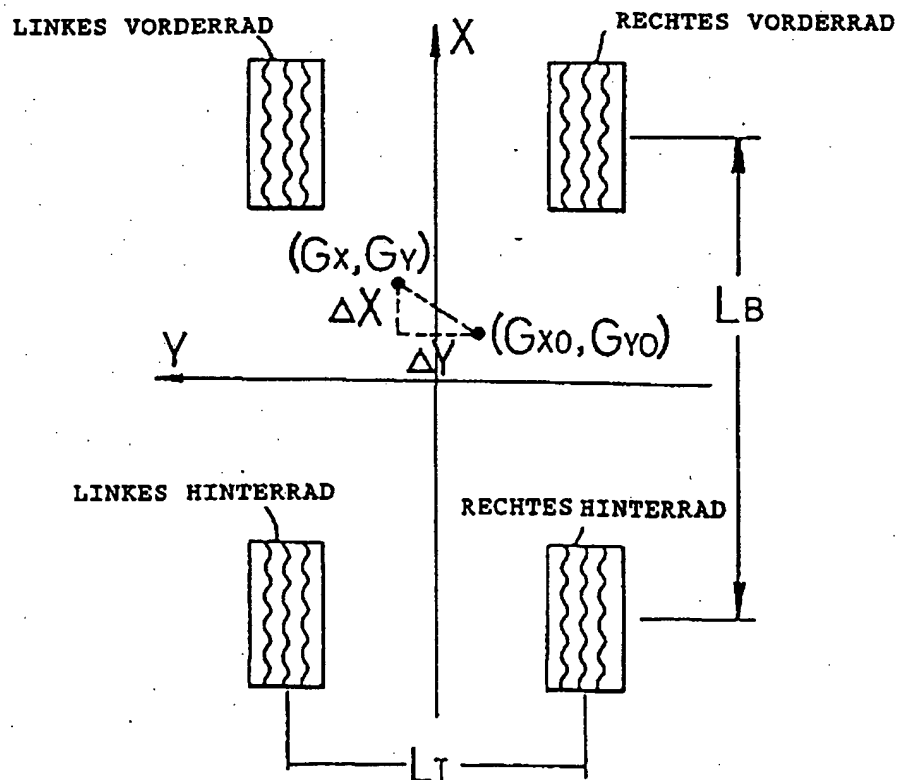 LINKES VORDERRAD
RECHTES VORDERRAD
X
(GX, GY)
ΔX
(GX0, GY0)
ΔY
Y
LB
LINKES HINTERRAD
RECHTES HINTERRAD
LT